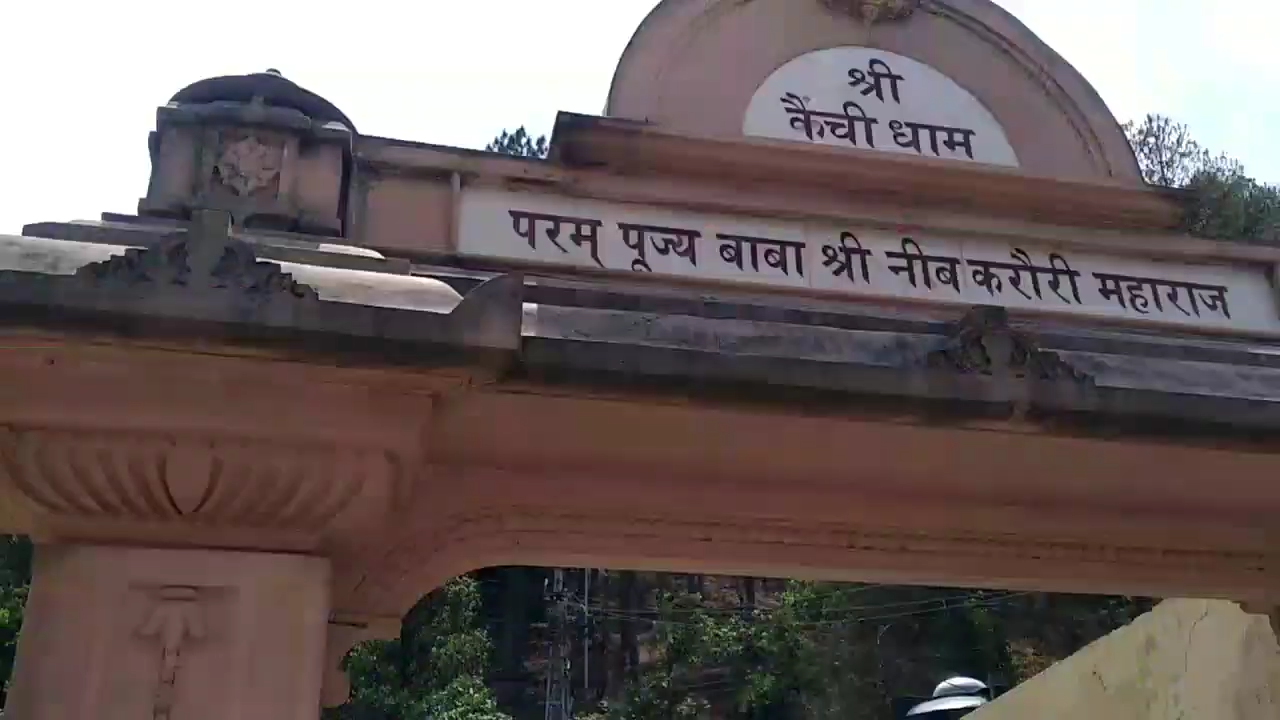 श्री
कैंची धाम
परम् पूज्य बाबा श्री नीब करौरी महाराज